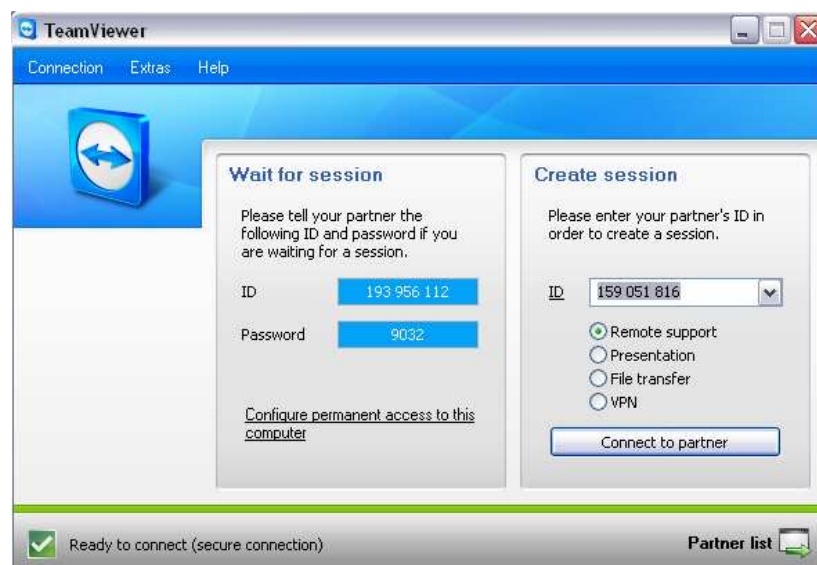 TeamViewer
Connection Extras Help
Wait for session
Please tell your partner the
following ID and password if you
are waiting for a session.
ID 193 956 112
Password 9032
Configure permanent access to this
computer
Create session
Please enter your partner's ID in
order to create a session.
ID 159 051 816
Remote support
Presentation
File transfer
VPN
Connect to partner
Ready to connect (secure connection)
Partner list